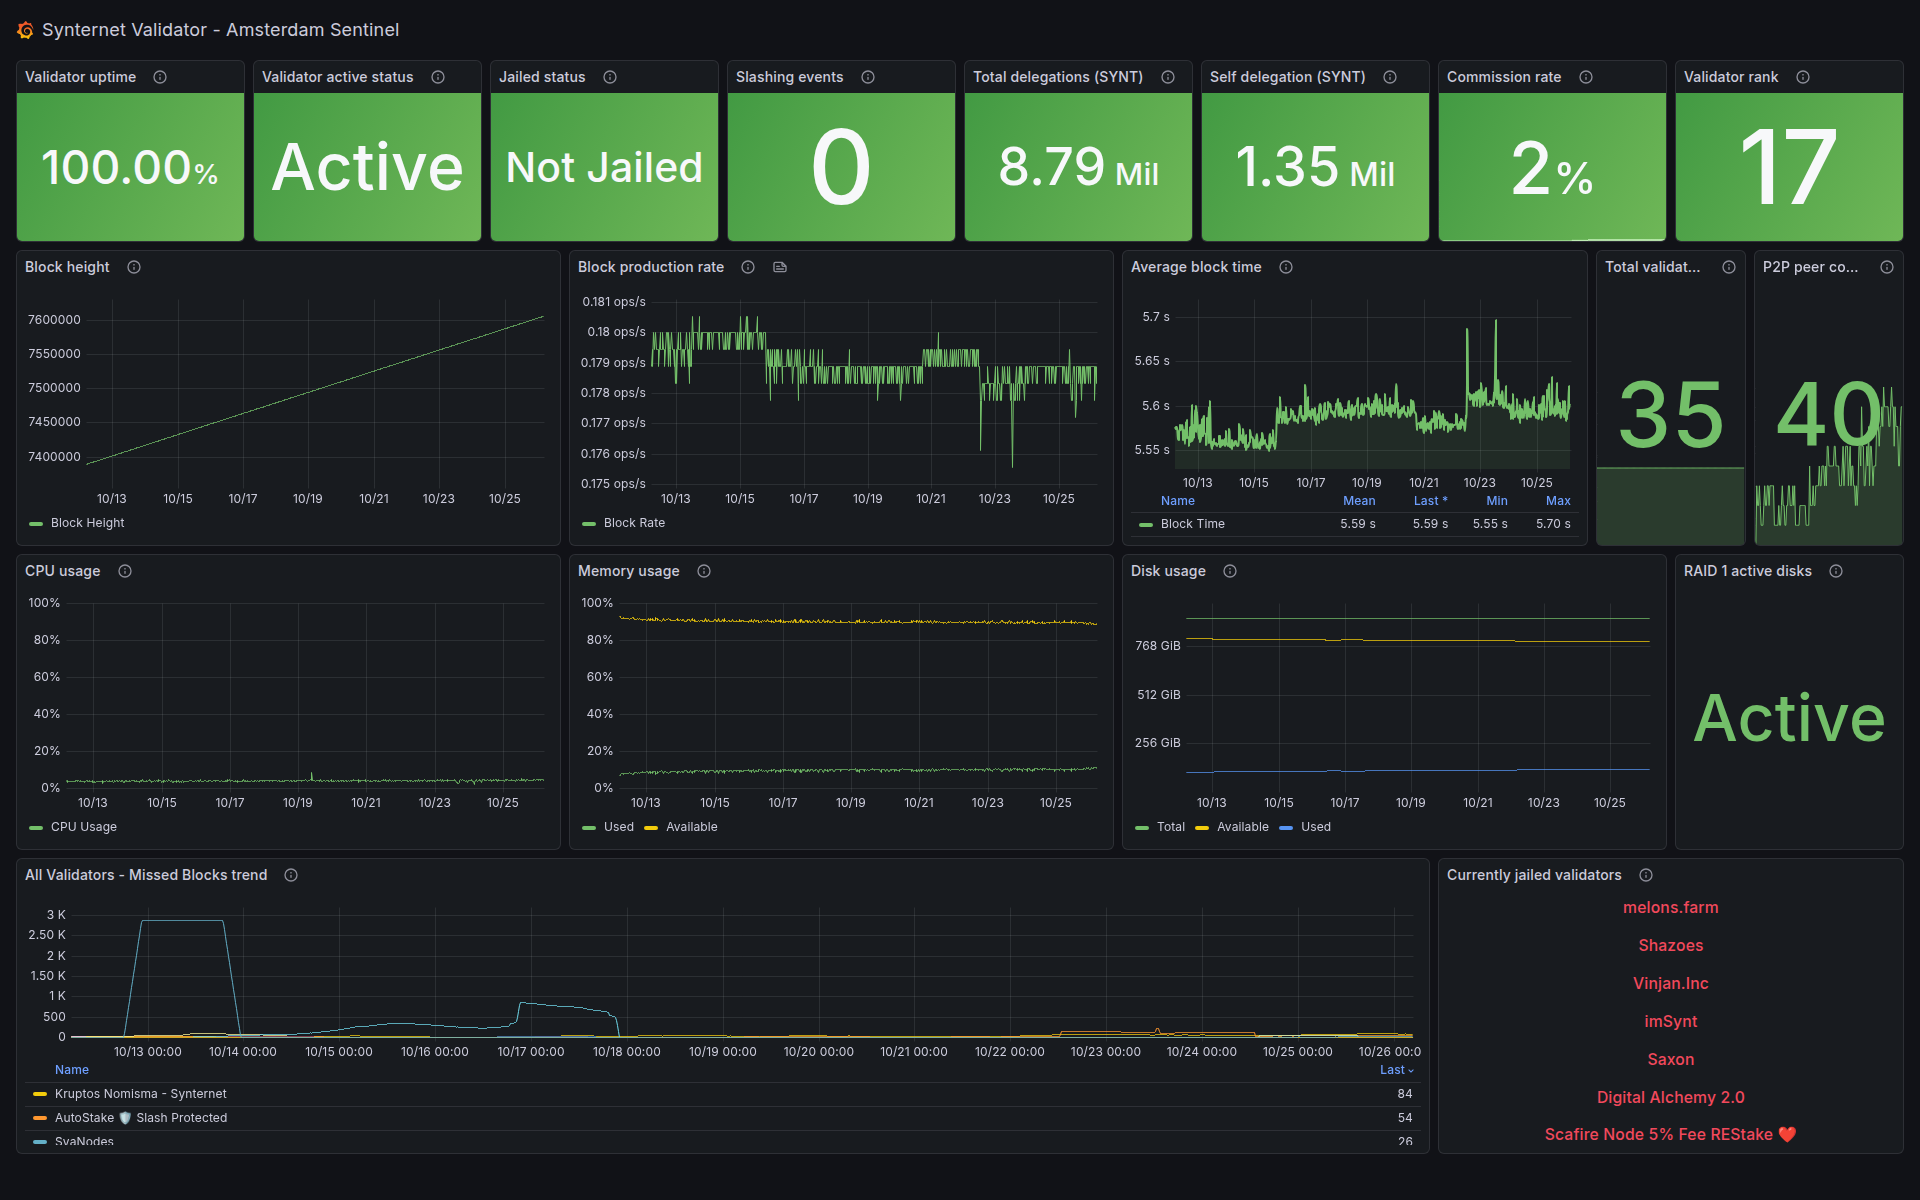 Synternet Validator - Amsterdam Sentinel
Validator uptime
100.00%
Validator active status
Active
Jailed status
Not Jailed
Slashing events
0
Total delegations (SYNT)
8.79 Mil
Self delegation (SYNT)
1.35 Mil
Commission rate
2%
Validator rank
17
Block height
7600000
7550000
7500000
7450000
7400000
10/13 10/15 10/17 10/19 10/21 10/23 10/25
Block Height
Block production rate
0.181 ops/s
0.18 ops/s
0.179 ops/s
0.178 ops/s
0.177 ops/s
0.176 ops/s
0.175 ops/s
10/13 10/15 10/17 10/19 10/21 10/23 10/25
Block Rate
Average block time
5.7 s
5.65 s
5.6 s
5.55 s
10/13 10/15 10/17 10/19 10/21 10/23 10/25
Name Mean Last * Min Max
Block Time 5.59 s 5.59 s 5.55 s 5.70 s
Total validat...
35
P2P peer co...
40
CPU usage
100%
80%
60%
40%
20%
0%
10/13 10/15 10/17 10/19 10/21 10/23 10/25
CPU Usage
Memory usage
100%
80%
60%
40%
20%
0%
10/13 10/15 10/17 10/19 10/21 10/23 10/25
Used Available
Disk usage
768 GiB
512 GiB
256 GiB
10/13 10/15 10/17 10/19 10/21 10/23 10/25
Total Available Used
RAID 1 active disks
Active
All Validators - Missed Blocks trend
3 K
2.50 K
2 K
1.50 K
1 K
500
0
10/13 00:00 10/14 00:00 10/15 00:00 10/16 00:00 10/17 00:00 10/18 00:00 10/19 00:00 10/20 00:00 10/21 00:00 10/22 00:00 10/23 00:00 10/24 00:00 10/25 00:00 10/26 00:0
Name Last
Kruptos Nomisma - Synternet 84
AutoStake 🛡️ Slash Protected 54
SvaNodes 26
Currently jailed validators
melons.farm
Shazoes
Vinjan.Inc
imSynt
Saxon
Digital Alchemy 2.0
Scafire Node 5% Fee REStake ❤️